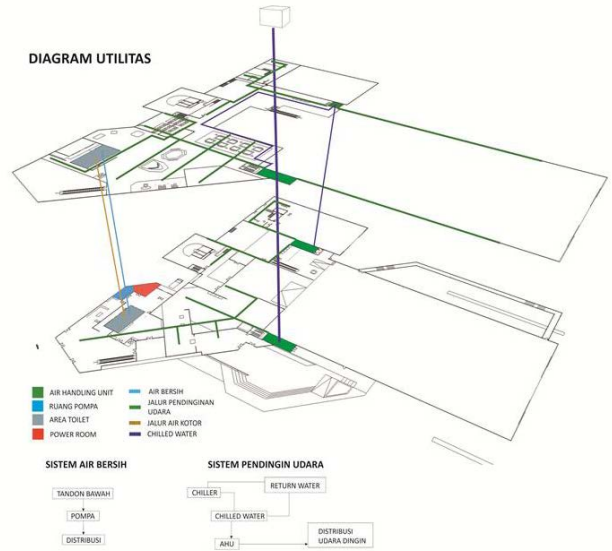 DIAGRAM UTILITAS
AIR HANDLING UNIT
RUANG POMPA
AREA TOILET
POWER ROOM
AIR BERSIH
JALUR PENDINGINAN
UDARA
JALUR AIR KOTOR
CHILLED WATER
SISTEM AIR BERSIH
TANDON BAWAH
POMPA
DISTRIBUSI
SISTEM PENDINGIN UDARA
RETURN WATER
CHILLER
CHILLED WATER
AHU
DISTRIBUSI
UDARA DINGIN